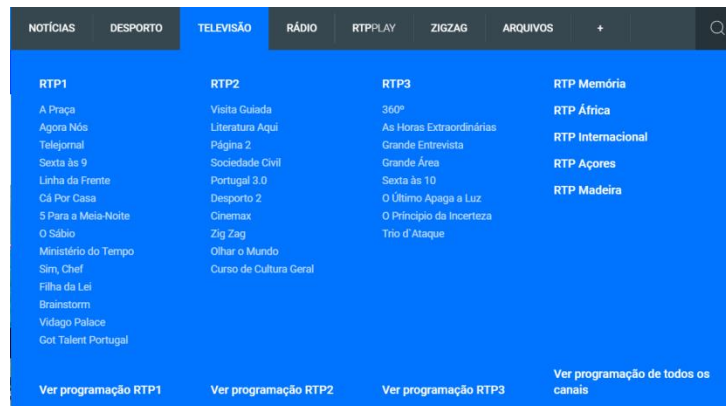 NOTÍCIAS DESPORTO TELEVISÃO RÁDIO RTPPLAY ZIGZAG ARQUIVOS +
RTP1
A Praça
Agora Nós
Telejornal
Sexta às 9
Linha da Frente
Cá Por Casa
5 Para a Meia-Noite
O Sábio
Ministério do Tempo
Sim, Chef
Filha da Lei
Brainstorm
Vidago Palace
Got Talent Portugal
Ver programação RTP1
RTP2
Visita Guiada
Literatura Aqui
Página 2
Sociedade Civil
Portugal 3.0
Desporto 2
Cinemax
Zig Zag
Olhar o Mundo
Curso de Cultura Geral
Ver programação RTP2
RTP3
360º
As Horas Extraordinárias
Grande Entrevista
Grande Área
Sexta às 10
O Último Apaga a Luz
O Príncipio da Incerteza
Trio d`Ataque
Ver programação RTP3
RTP Memória
RTP África
RTP Internacional
RTP Açores
RTP Madeira
Ver programação de todos os
canais